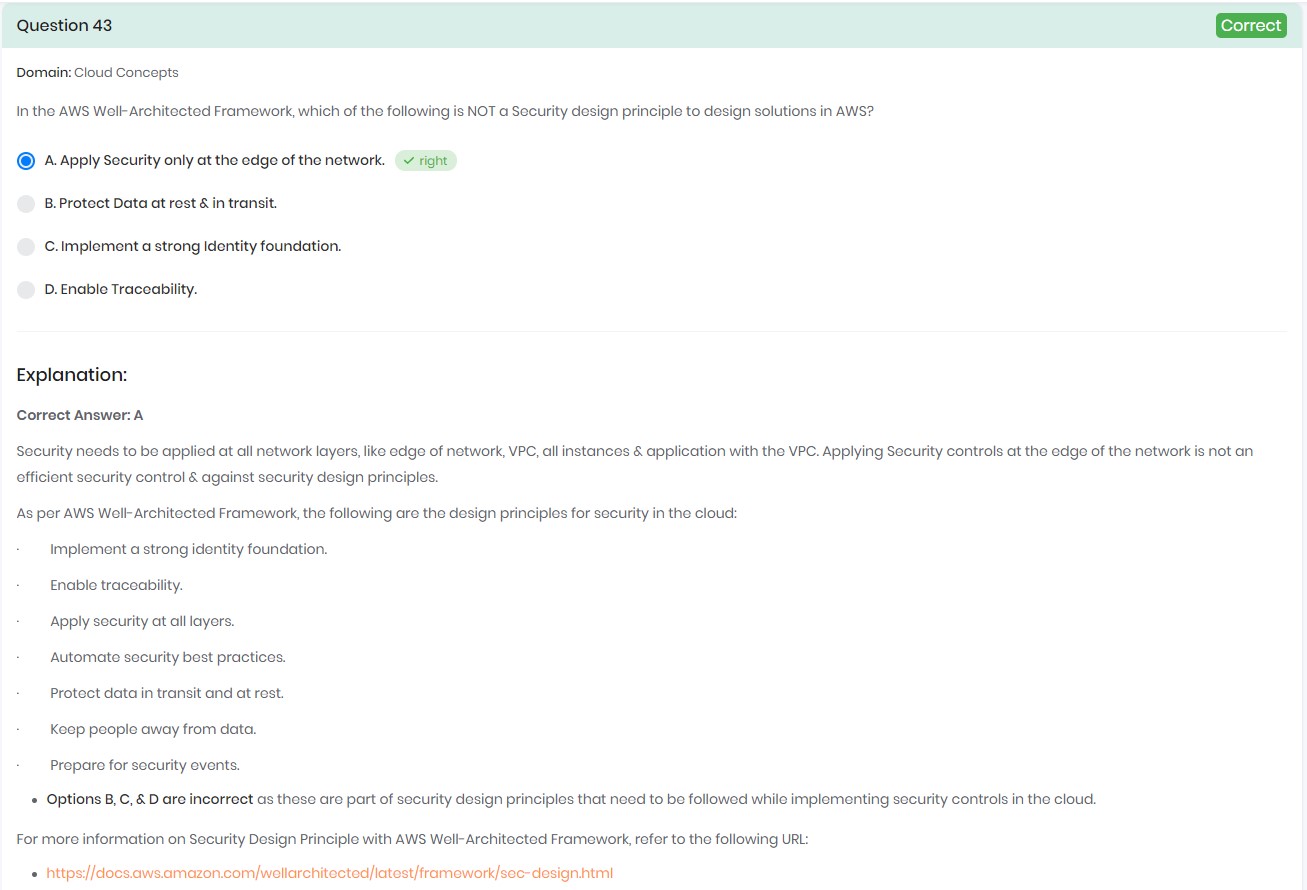 Question 43
Correct
Domain: Cloud Concepts
In the AWS Well-Architected Framework, which of the following is NOT a Security design principle to design solutions in AWS?
A. Apply Security only at the edge of the network.
✓ right
B. Protect Data at rest & in transit.
C. Implement a strong Identity foundation.
D. Enable Traceability.
Explanation:
Correct Answer: A
Security needs to be applied at all network layers, like edge of network, VPC, all instances & application with the VPC. Applying Security controls at the edge of the network is not an
efficient security control & against security design principles.
As per AWS Well-Architected Framework, the following are the design principles for security in the cloud:
· Implement a strong identity foundation.
· Enable traceability.
· Apply security at all layers.
· Automate security best practices.
· Protect data in transit and at rest.
· Keep people away from data.
· Prepare for security events.
• Options B, C, & D are incorrect as these are part of security design principles that need to be followed while implementing security controls in the cloud.
For more information on Security Design Principle with AWS Well-Architected Framework, refer to the following URL:
• https://docs.aws.amazon.com/wellarchitected/latest/framework/sec-design.html